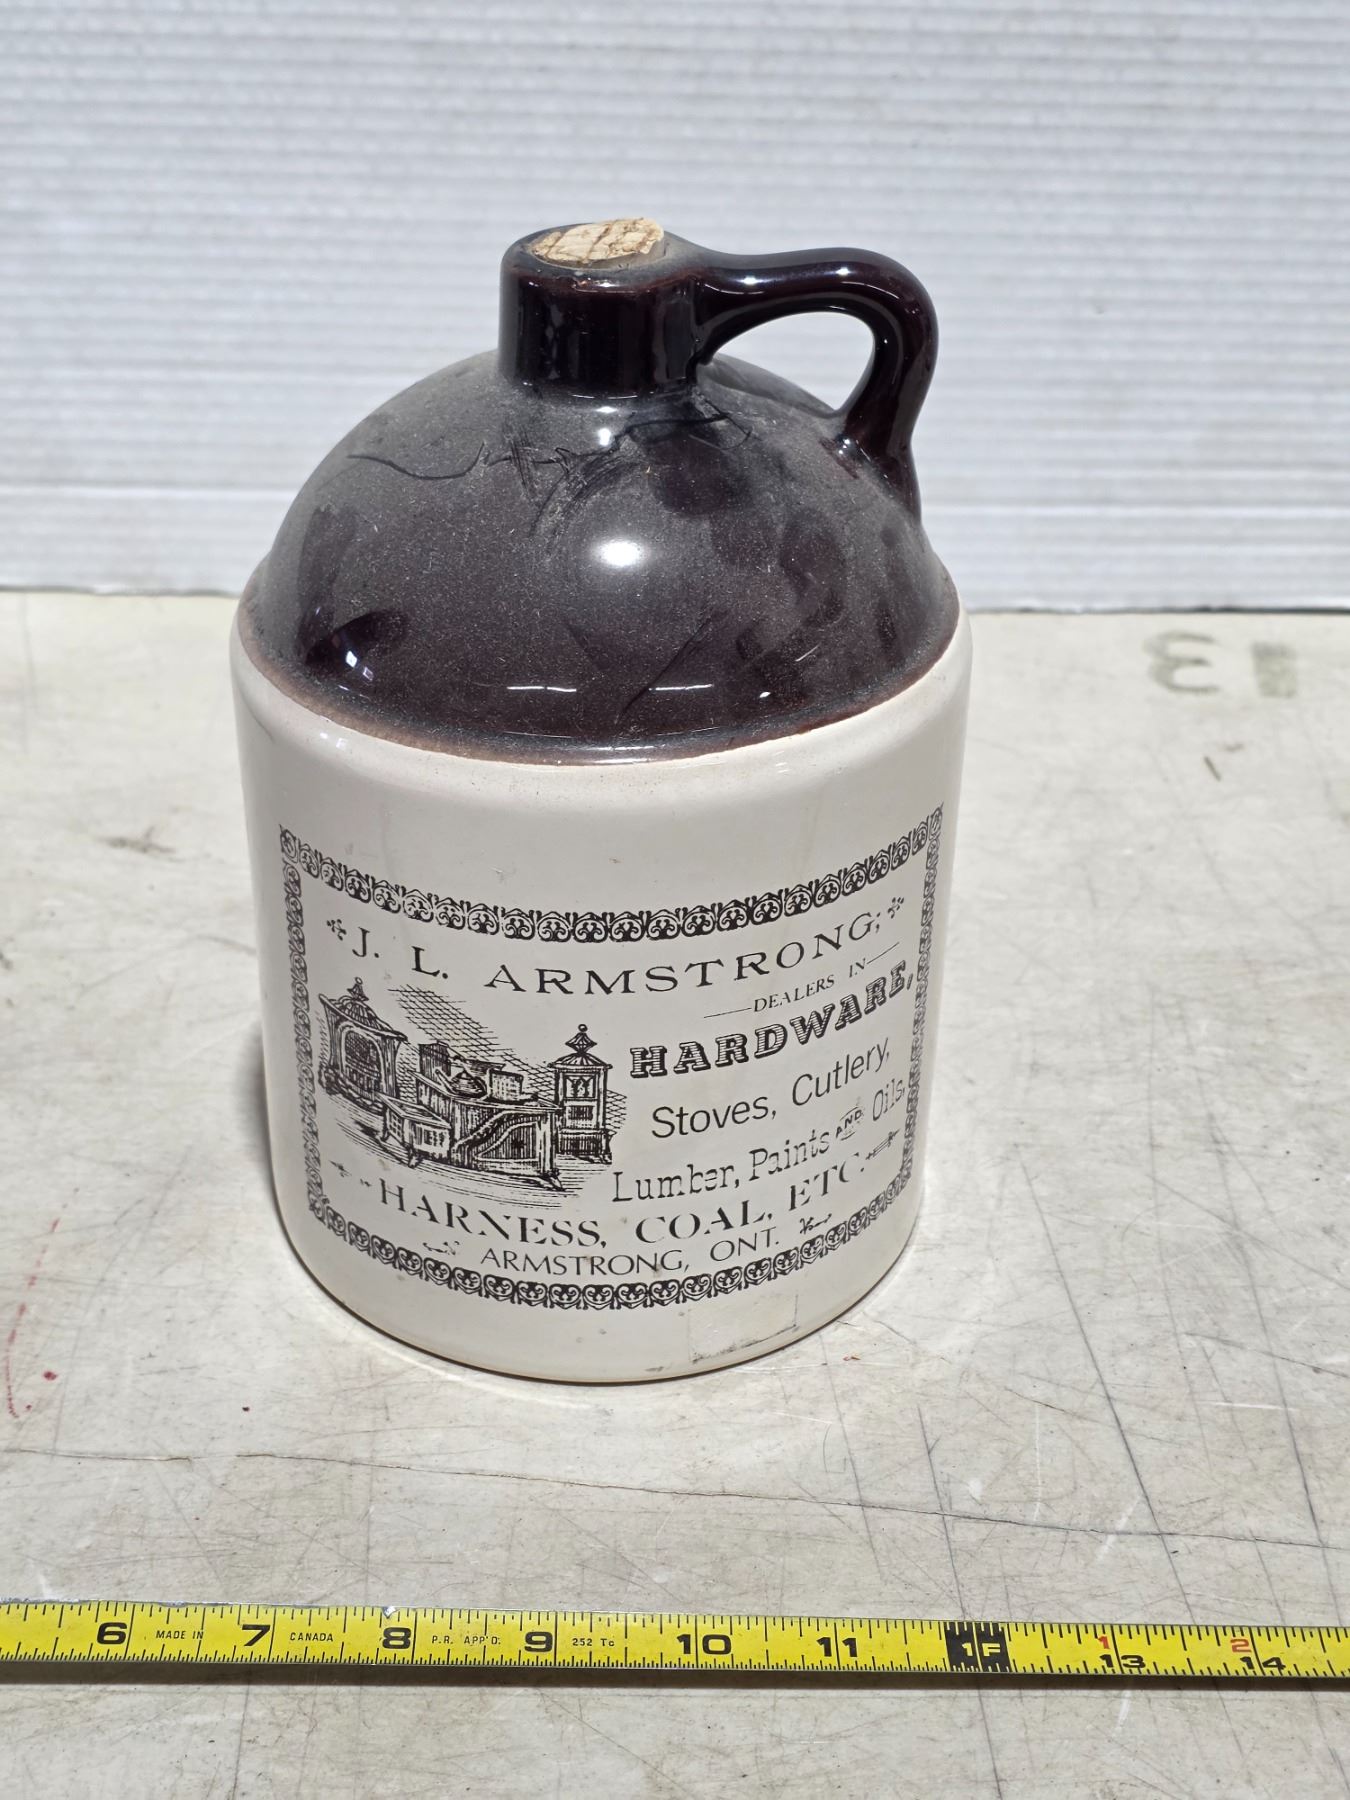 J. L. ARMSTRONG;
DEALERS IN
HARDWARE,
Stoves, Cutlery,
Lumber, Paints AND Oils,
HARNESS, COAL, ETC.
ARMSTRONG, ONT.
13
6 MADE IN 7 CANADA 8 P.R. APP'D. 9 252 To 10 11 1F 1 13 2 14